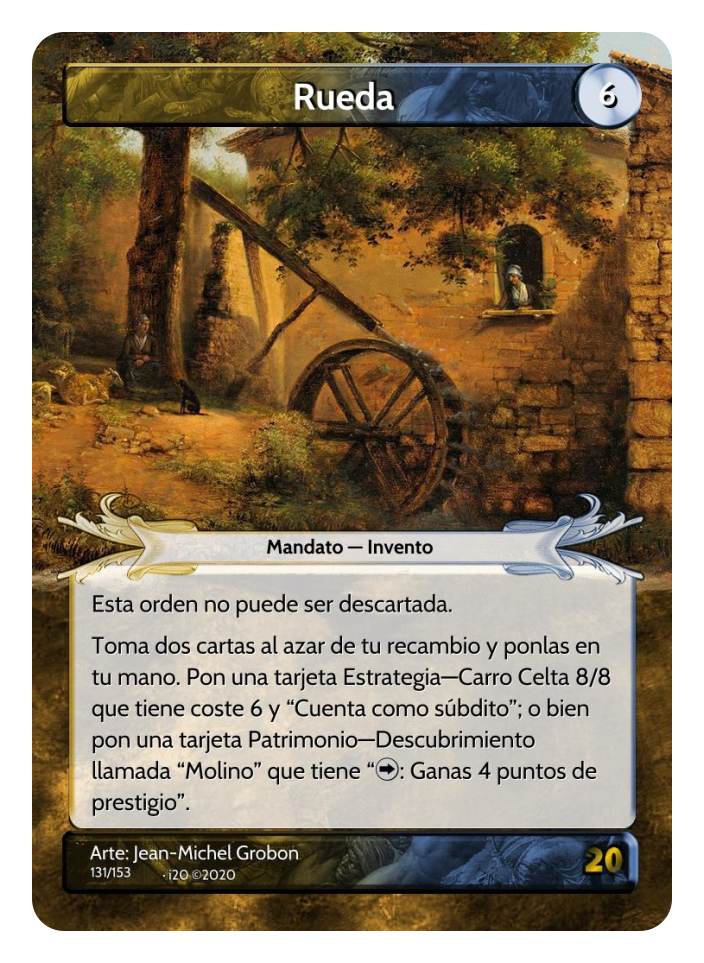 Rueda
6
Mandato — Invento
Esta orden no puede ser descartada.
Toma dos cartas al azar de tu recambio y ponlas en
tu mano. Pon una tarjeta Estrategia—Carro Celta 8/8
que tiene coste 6 y “Cuenta como súbdito”; o bien
pon una tarjeta Patrimonio—Descubrimiento
llamada “Molino” que tiene “➡: Ganas 4 puntos de
prestigio”.
Arte: Jean-Michel Grobon
131/153 · i20 ©2020
20